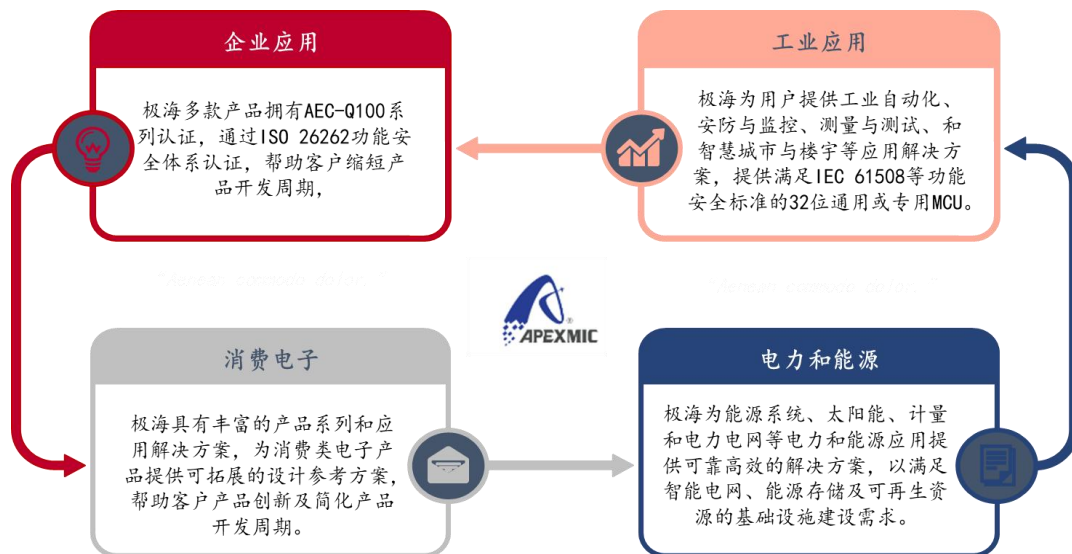 企业应用
极海多款产品拥有AEC-Q100系
列认证，通过ISO 26262功能安
全体系认证，帮助客户缩短产
品开发周期，
工业应用
极海为用户提供工业自动化、
安防与监控、测量与测试、和
智慧城市与楼宇等应用解决方
案，提供满足IEC 61508等功能
安全标准的32位通用或专用MCU。
"Aenean commodo dolor."
Aenean commodo dolor."
APEXMIC
®
消费电子
极海具有丰富的产品系列和应
用解决方案，为消费类电子产
品提供可拓展的设计参考方案，
帮助客户产品创新及简化产品
开发周期。
电力和能源
极海为能源系统、太阳能、计量
和电力电网等电力和能源应用提
供可靠高效的解决方案，以满足
智能电网、能源存储及可再生资
源的基础设施建设需求。